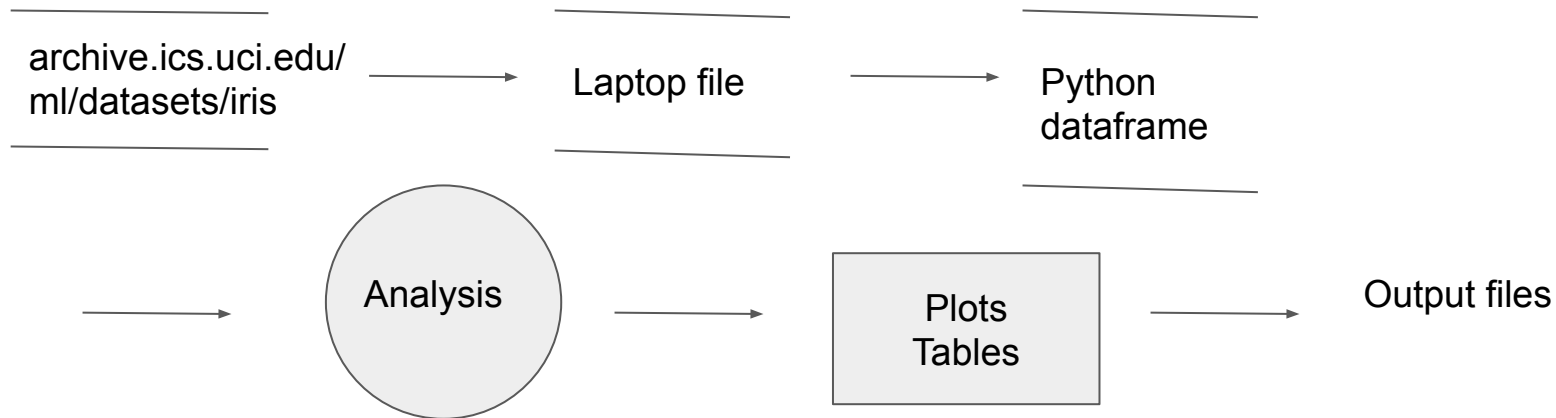 archive.ics.uci.edu/
ml/datasets/iris
Laptop file
Python
dataframe
Analysis
Plots
Tables
Output files